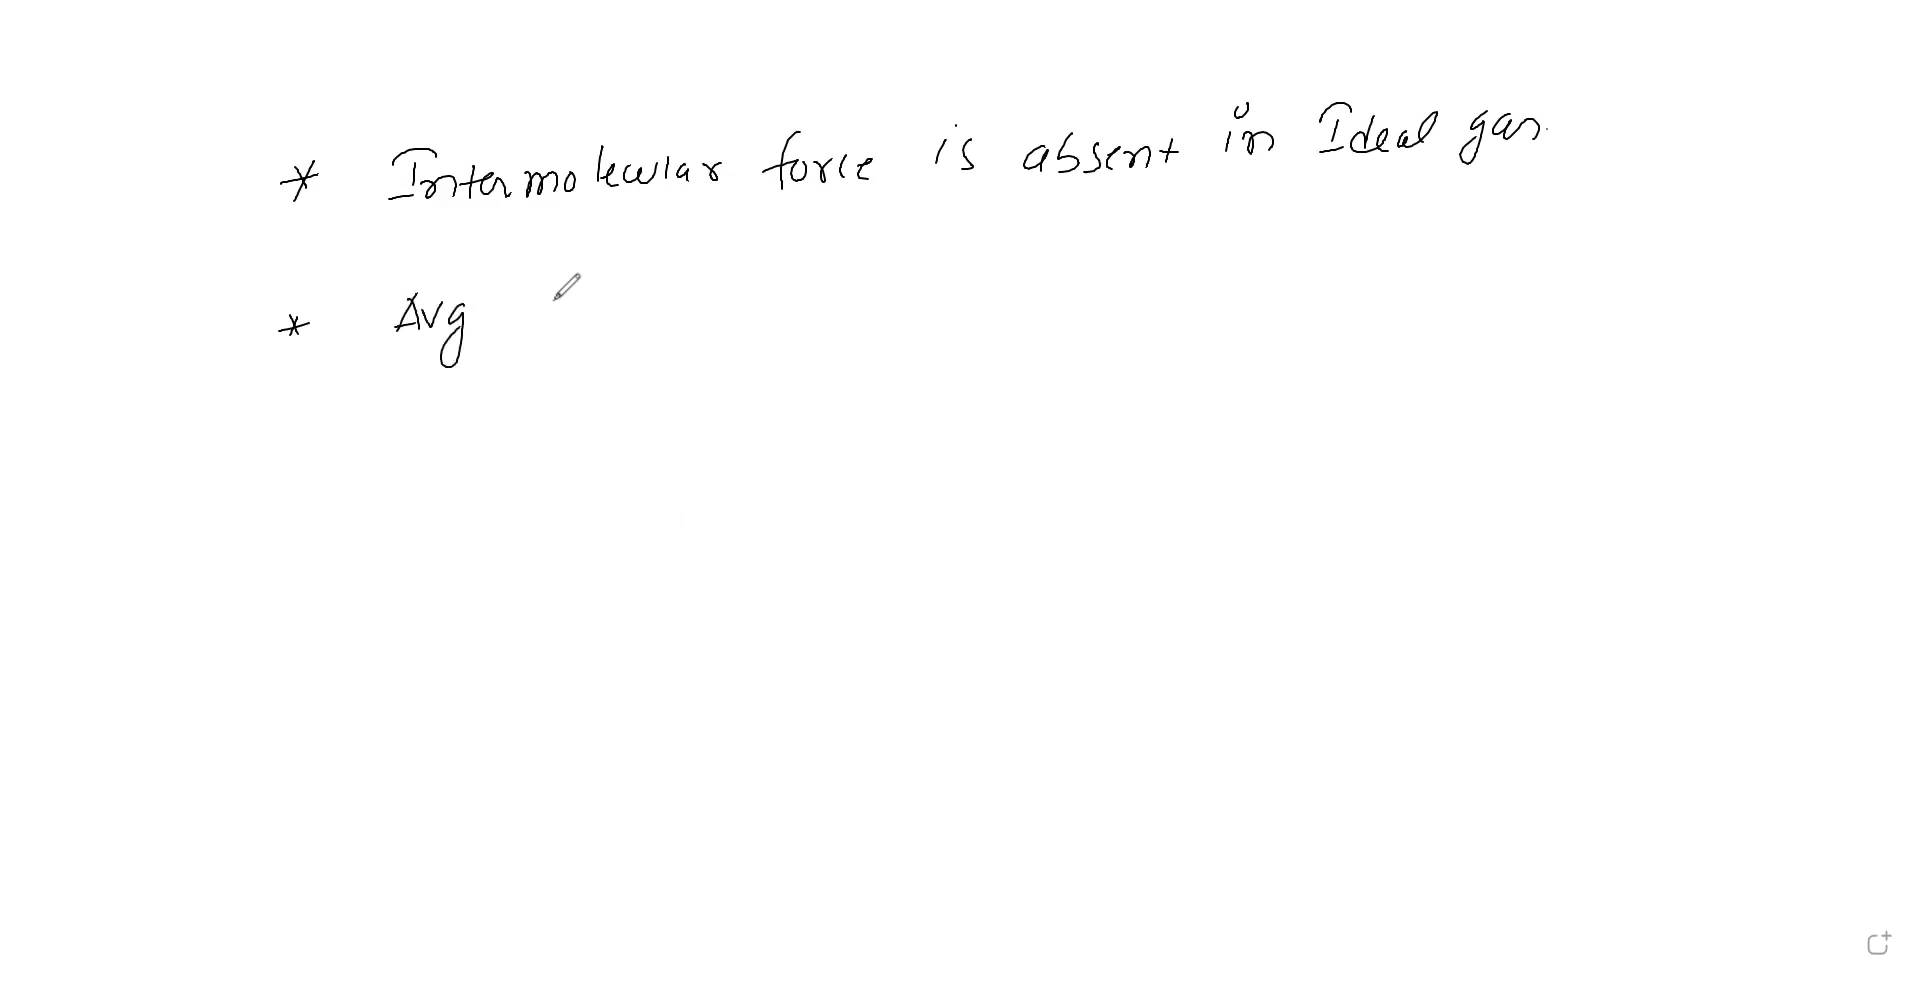 * Intermolecular force is absent in Ideal gas.
* Avg